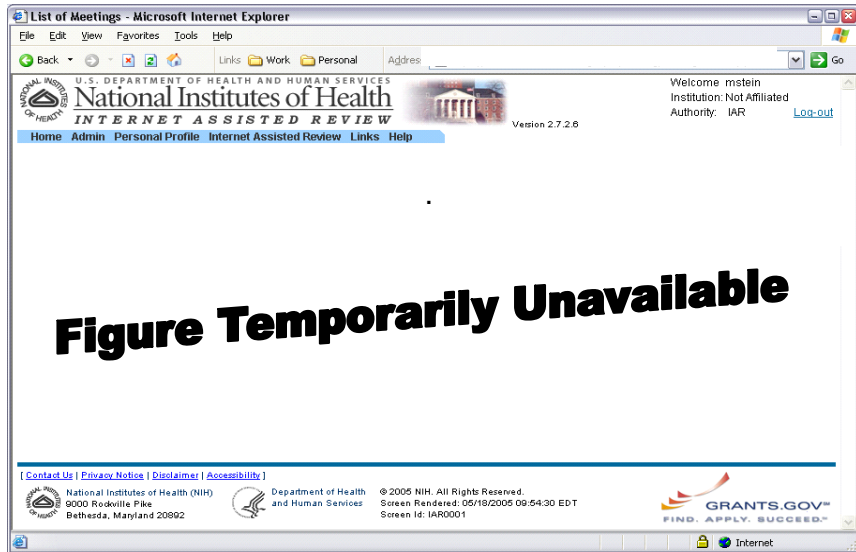 List of Meetings - Microsoft Internet Explorer
File Edit View Favorites Tools Help
Back Links Work Personal Addres Go
U.S. DEPARTMENT OF HEALTH AND HUMAN SERVICES
National Institutes of Health
INTERNET ASSISTED REVIEW
Version 2.7.2.6
Welcome mstein
Institution: Not Affiliated
Authority: IAR Log-out
Home Admin Personal Profile Internet Assisted Review Links Help
.
Figure Temporarily Unavailable
[ Contact Us | Privacy Notice | Disclaimer | Accessibility ]
National Institutes of Health (NIH)
9000 Rockville Pike
Bethesda, Maryland 20892
Department of Health
and Human Services
© 2005 NIH. All Rights Reserved.
Screen Rendered: 05/18/2005 09:54:30 EDT
Screen Id: IAR0001
GRANTS.GOV℠
FIND. APPLY. SUCCEED.℠
Internet